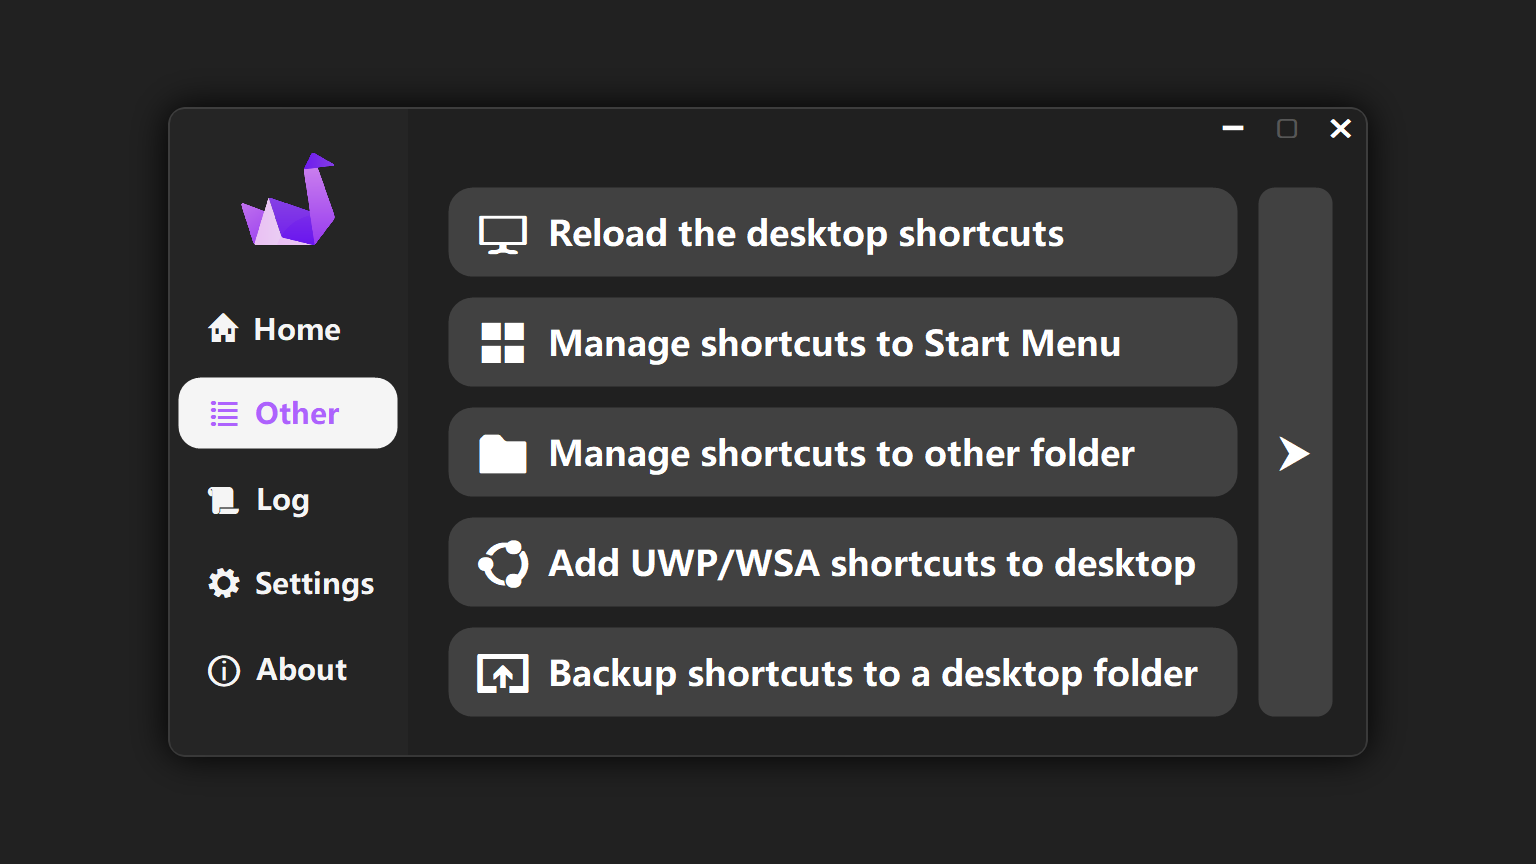 Home
Other
Log
Settings
About
Reload the desktop shortcuts
Manage shortcuts to Start Menu
Manage shortcuts to other folder
Add UWP/WSA shortcuts to desktop
Backup shortcuts to a desktop folder